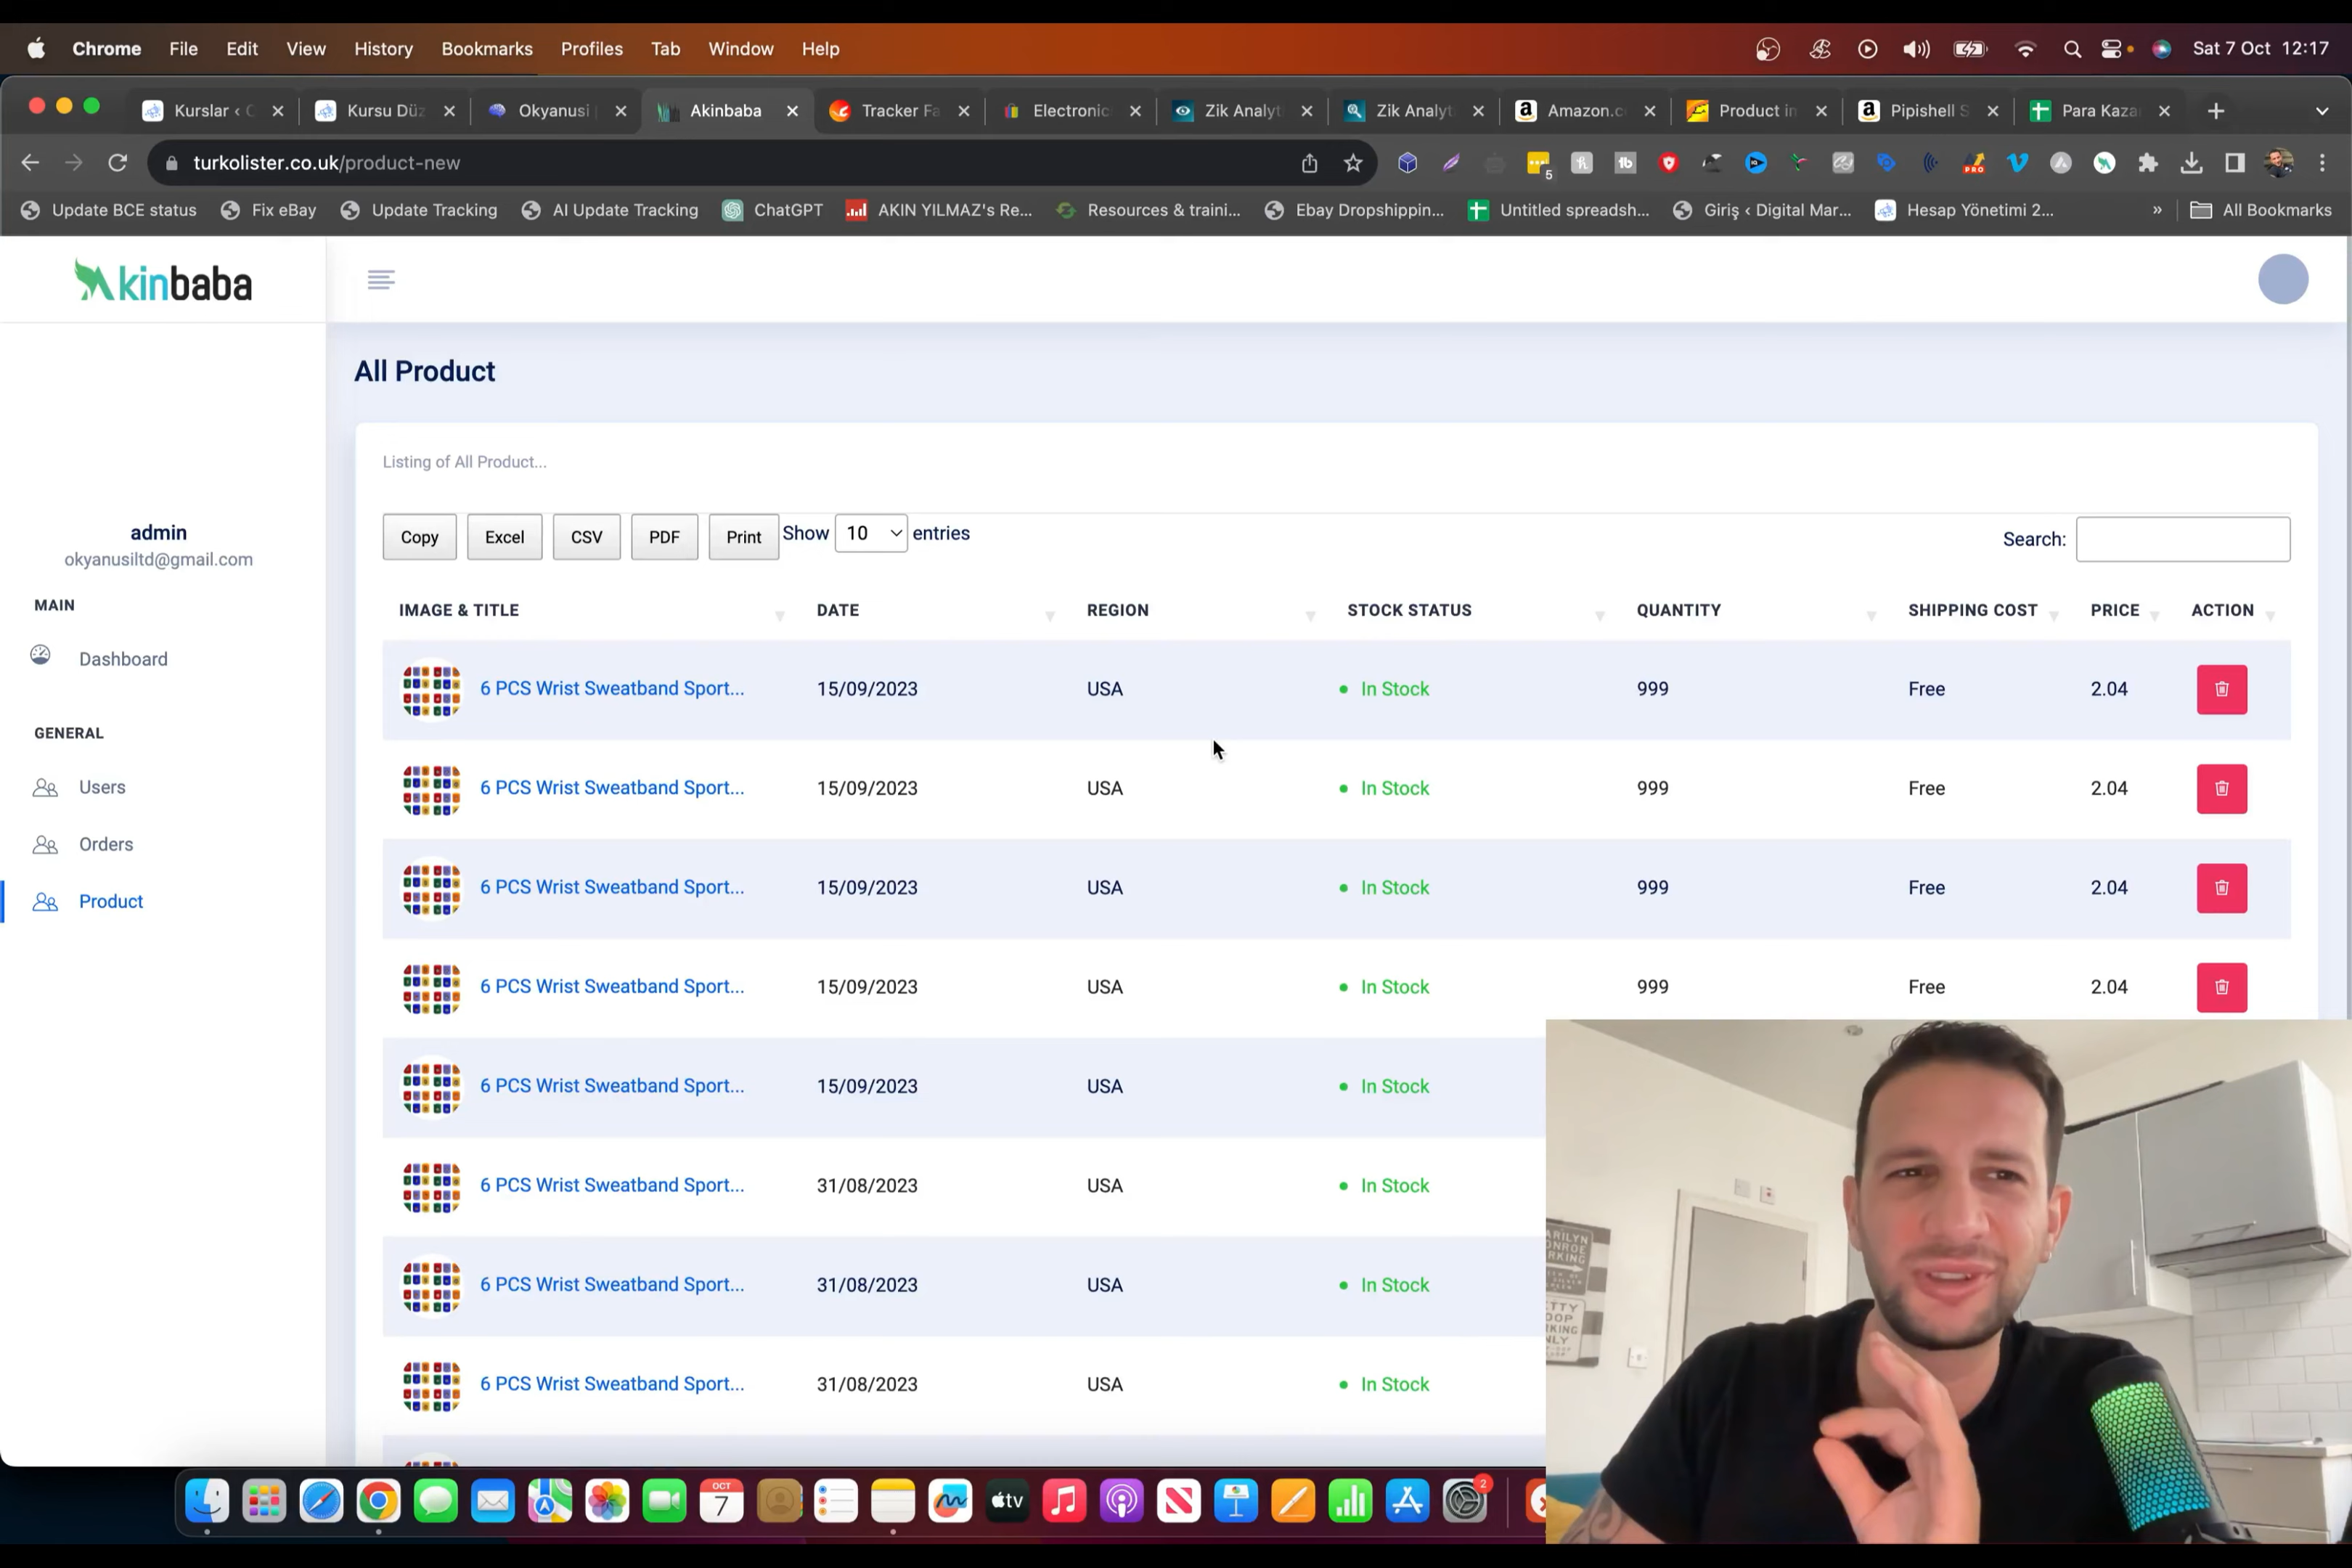 Chrome File Edit View History Bookmarks Profiles Tab Window Help Sat 7 Oct 12:17
Kurslar ‹ Kursu Düz Okyanusi Akinbaba Tracker Fa Electronic Zik Analyt Zik Analyt Amazon.c Product in Pipishell S Para Kazan
turkolister.co.uk/product-new
5
PRO
Update BCE status Fix eBay Update Tracking AI Update Tracking ChatGPT AKIN YILMAZ's Re... Resources & traini... Ebay Dropshippin... Untitled spreadsh... Giriş ‹ Digital Mar... Hesap Yönetimi 2... » All Bookmarks
Akinbaba
All Product
Listing of All Product...
admin
okyanusiltd@gmail.com
MAIN
Dashboard
GENERAL
Users
Orders
Product
Copy Excel CSV PDF Print Show 10 entries Search:
IMAGE & TITLE DATE REGION STOCK STATUS QUANTITY SHIPPING COST PRICE ACTION
6 PCS Wrist Sweatband Sport... 15/09/2023 USA In Stock 999 Free 2.04
6 PCS Wrist Sweatband Sport... 15/09/2023 USA In Stock 999 Free 2.04
6 PCS Wrist Sweatband Sport... 15/09/2023 USA In Stock 999 Free 2.04
6 PCS Wrist Sweatband Sport... 15/09/2023 USA In Stock 999 Free 2.04
6 PCS Wrist Sweatband Sport... 15/09/2023 USA In Stock
6 PCS Wrist Sweatband Sport... 31/08/2023 USA In Stock
6 PCS Wrist Sweatband Sport... 31/08/2023 USA In Stock
6 PCS Wrist Sweatband Sport... 31/08/2023 USA In Stock
OCT
7
tv
2